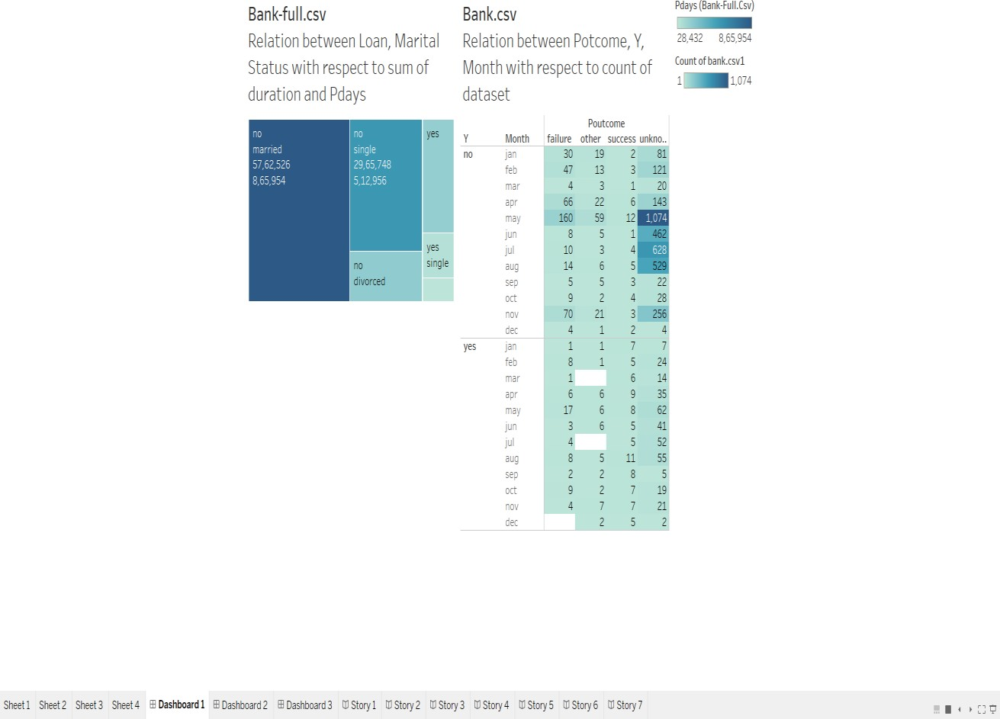 Bank-full.csv
Relation between Loan, Marital
Status with respect to sum of
duration and Pdays
no
married
57,62,526
8,65,954
no
single
29,65,748
5,12,956
no
divorced
yes
yes
single
Bank.csv
Relation between Potcome, Y,
Month with respect to count of
dataset
Poutcome
Y Month failure other success unkno..
no jan 30 19 2 81
feb 47 13 3 121
mar 4 3 1 20
apr 66 22 6 143
may 160 59 12 1,074
jun 8 5 1 462
jul 10 3 4 628
aug 14 6 5 529
sep 5 5 3 22
oct 9 2 4 28
nov 70 21 3 256
dec 4 1 2 4
yes jan 1 1 7 7
feb 8 1 5 24
mar 1 6 14
apr 6 6 9 35
may 17 6 8 62
jun 3 6 5 41
jul 4 5 52
aug 8 5 11 55
sep 2 2 8 5
oct 9 2 7 19
nov 4 7 7 21
dec 2 5 2
Pdays (Bank-Full.Csv)
28,432 8,65,954
Count of bank.csv1
1 1,074
Sheet 1 Sheet 2 Sheet 3 Sheet 4 Dashboard 1 Dashboard 2 Dashboard 3 Story 1 Story 2 Story 3 Story 4 Story 5 Story 6 Story 7